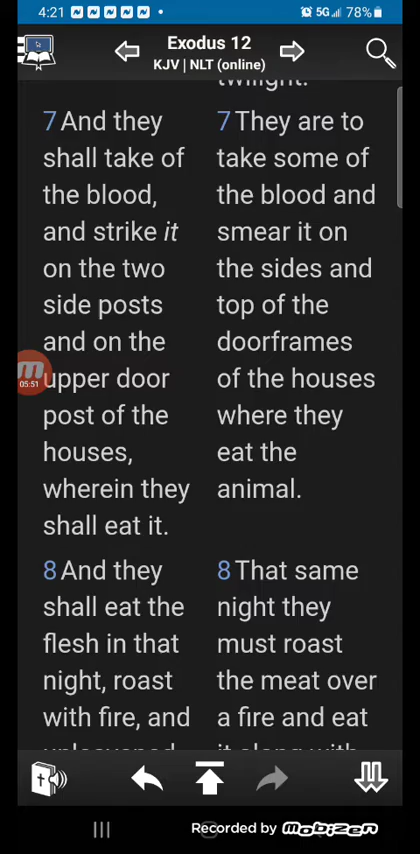 4:21
5G 78%
Exodus 12
KJV | NLT (online)
twilight.
7 And they
shall take of
the blood,
and strike it
on the two
side posts
and on the
upper door
post of the
houses,
wherein they
shall eat it.
8 And they
shall eat the
flesh in that
night, roast
with fire, and
unleavened
7 They are to
take some of
the blood and
smear it on
the sides and
top of the
doorframes
of the houses
where they
eat the
animal.
8 That same
night they
must roast
the meat over
a fire and eat
it along with
05:51
Recorded by mobizen